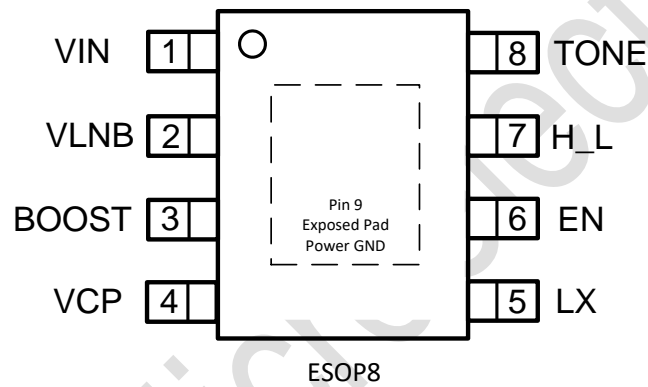 VIN 1 8 TONE
VLNB 2 7 H_L
Pin 9
Exposed Pad
Power GND
BOOST 3 6 EN
VCP 4 5 LX
ESOP8